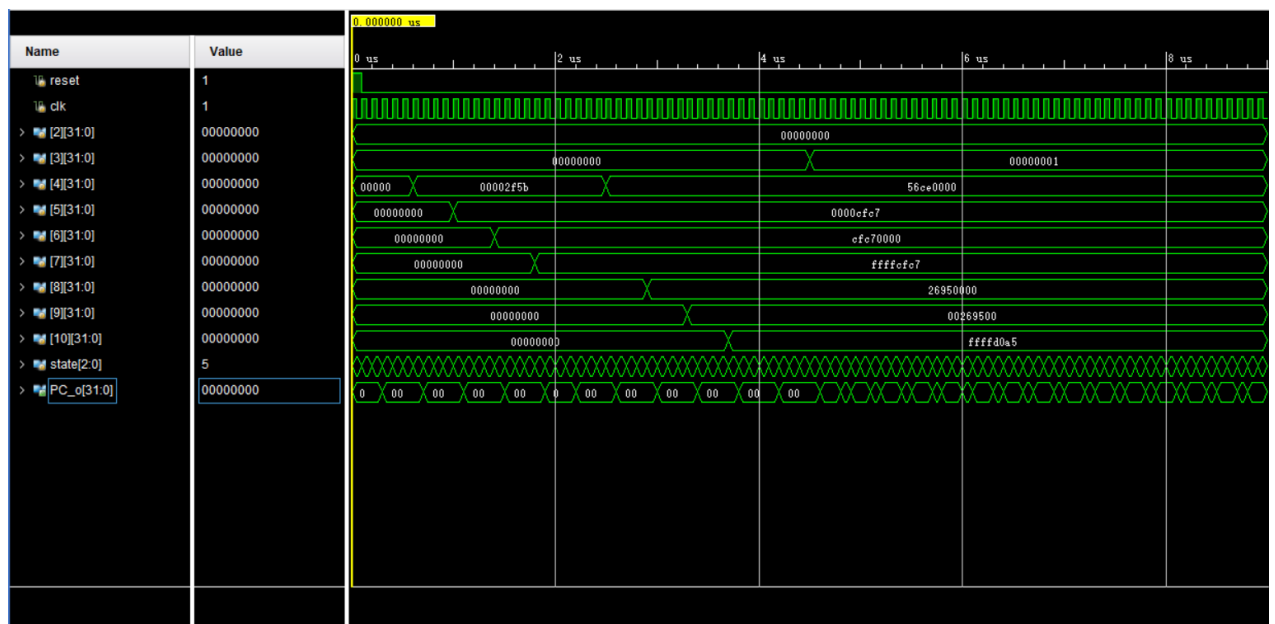 0.000000 us
Name Value
0 us 2 us 4 us 6 us 8 us
reset 1
clk 1
[2][31:0] 00000000 00000000
[3][31:0] 00000000 00000000 00000001
[4][31:0] 00000000 00000 00002f5b 56ce0000
[5][31:0] 00000000 00000000 0000cfc7
[6][31:0] 00000000 00000000 cfc70000
[7][31:0] 00000000 00000000 ffffcfc7
[8][31:0] 00000000 00000000 26950000
[9][31:0] 00000000 00000000 00269500
[10][31:0] 00000000 00000000 ffffd0a5
state[2:0] 5
PC_o[31:0] 00000000 0 00 00 00 00 0 00 00 00 00 00